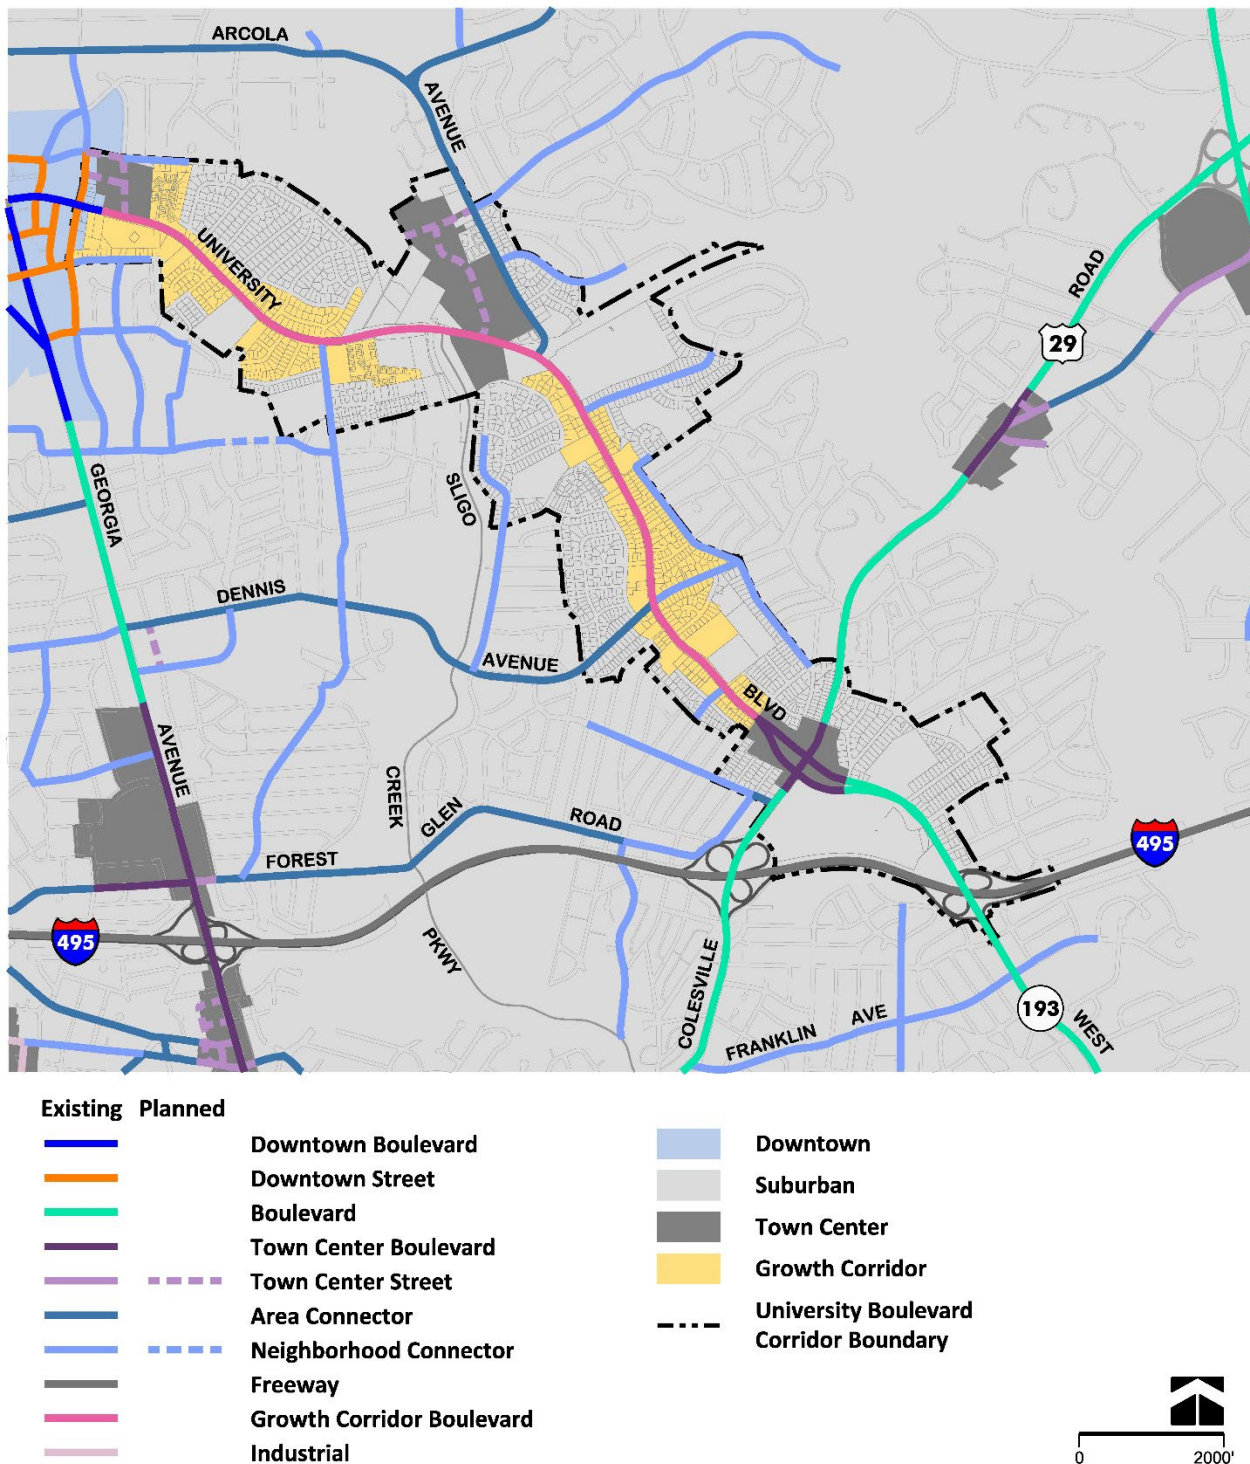 ARCOLA
AVENUE
UNIVERSITY
ROAD
29
GEORGIA
SLIGO
DENNIS
AVENUE
BLVD
AVENUE
CREEK
GLEN
ROAD
FOREST
495
495
PKWY
COLESVILLE
FRANKLIN
AVE
193
WEST
Existing Planned
Downtown Boulevard
Downtown Street
Boulevard
Town Center Boulevard
Town Center Street
Area Connector
Neighborhood Connector
Freeway
Growth Corridor Boulevard
Industrial
Downtown
Suburban
Town Center
Growth Corridor
University Boulevard
Corridor Boundary
0 2000'